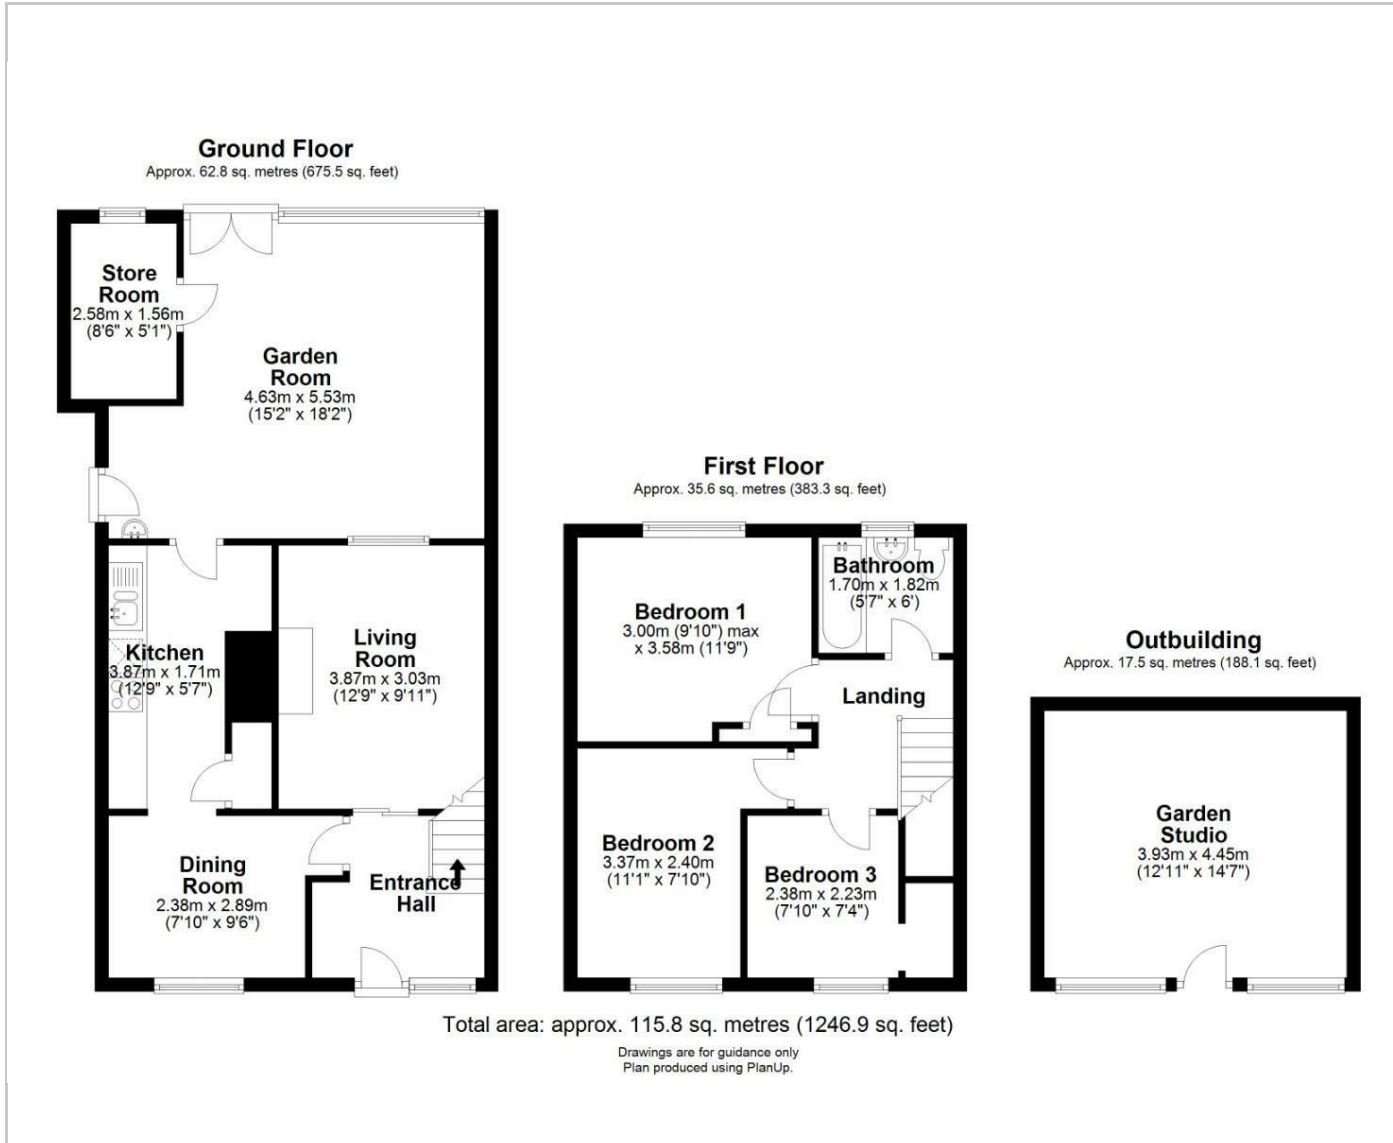 Ground Floor
Approx. 62.8 sq. metres (675.5 sq. feet)
Store
Room
2.58m x 1.56m
(8'6" x 5'1")
Garden
Room
4.63m x 5.53m
(15'2" x 18'2")
Kitchen
3.87m x 1.71m
(12'9" x 5'7")
Living
Room
3.87m x 3.03m
(12'9" x 9'11")
Dining
Room
2.38m x 2.89m
(7'10" x 9'6")
Entrance
Hall
First Floor
Approx. 35.6 sq. metres (383.3 sq. feet)
Bedroom 1
3.00m (9'10") max
x 3.58m (11'9")
Bathroom
1.70m x 1.82m
(5'7" x 6')
Landing
Bedroom 2
3.37m x 2.40m
(11'1" x 7'10")
Bedroom 3
2.38m x 2.23m
(7'10" x 7'4")
Outbuilding
Approx. 17.5 sq. metres (188.1 sq. feet)
Garden
Studio
3.93m x 4.45m
(12'11" x 14'7")
Total area: approx. 115.8 sq. metres (1246.9 sq. feet)
Drawings are for guidance only
Plan produced using PlanUp.